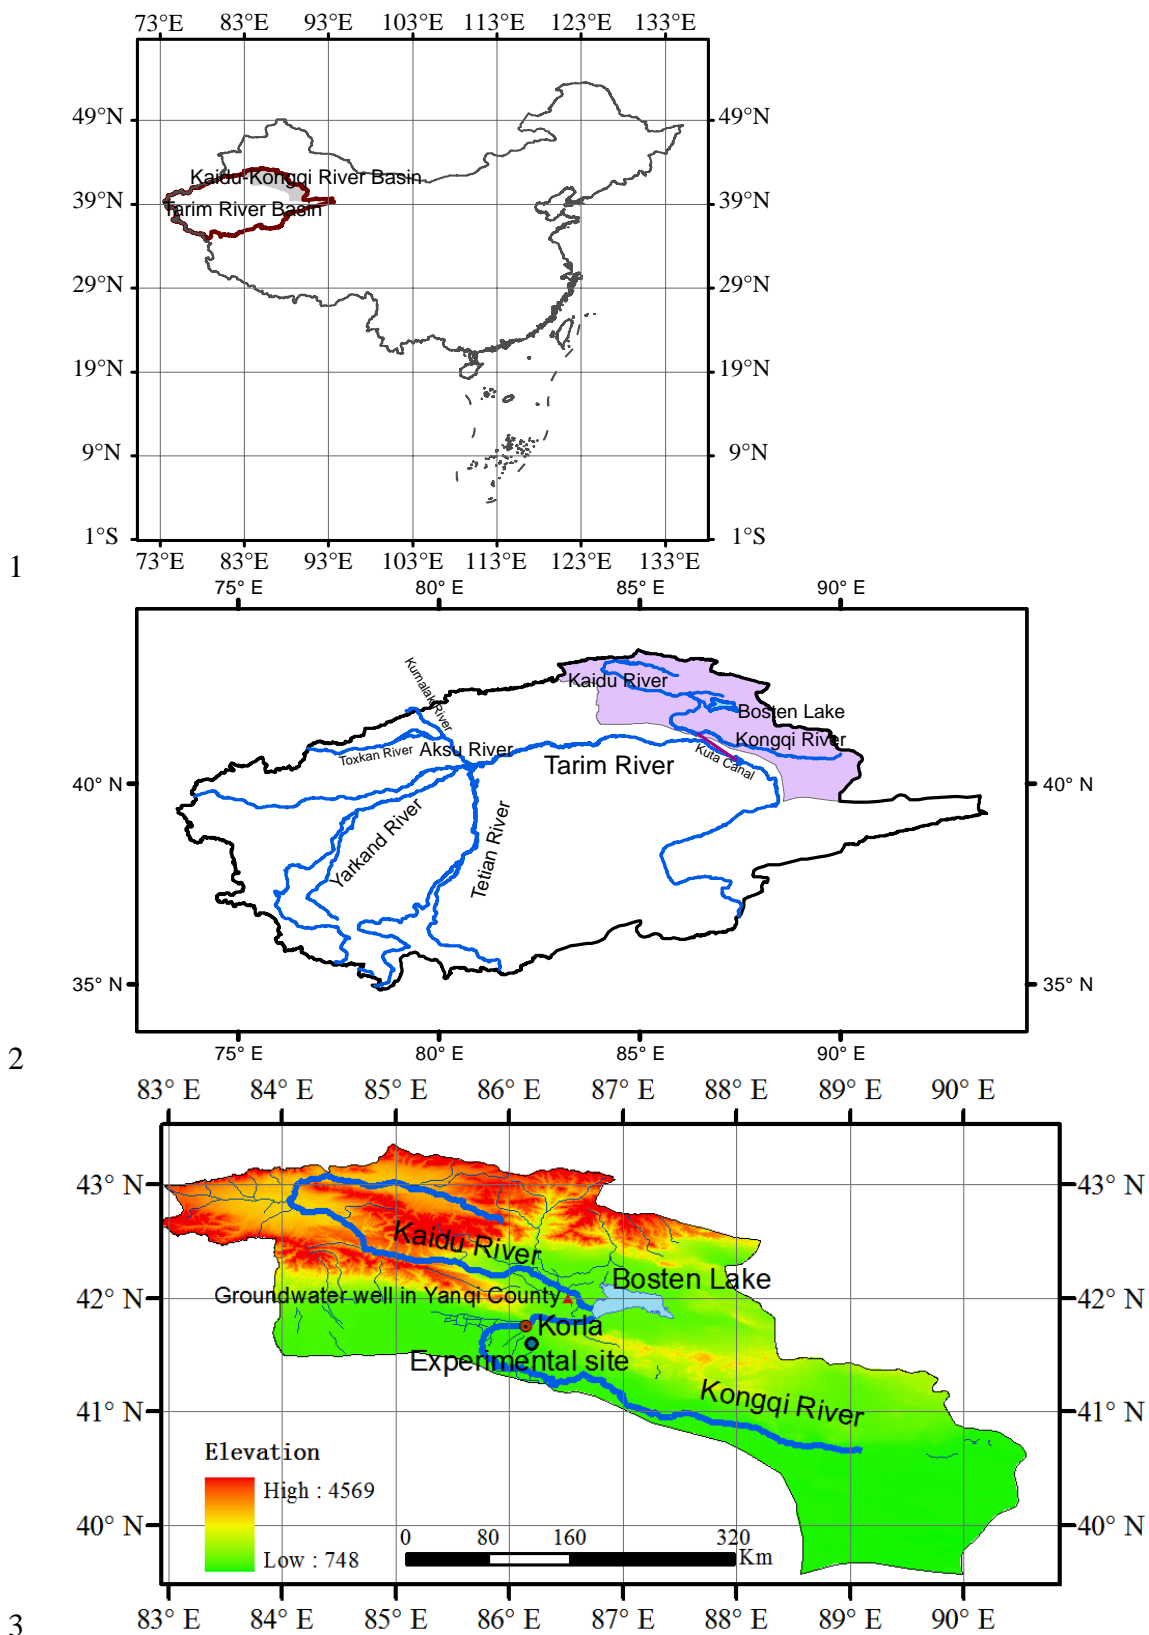 73°E 83°E 93°E 103°E 113°E 123°E 133°E
49°N 49°N
Kaidu-Kongqi River Basin
39°N 39°N
Tarim River Basin
29°N 29°N
19°N 19°N
9°N 9°N
1°S 1°S
73°E 83°E 93°E 103°E 113°E 123°E 133°E
1
75° E 80° E 85° E 90° E
Kumalak River
Kaidu River
Bosten Lake
Kongqi River
Toxkan River
Aksu River
Kuta Canal
Tarim River
40° N 40° N
Yarkand River
Tetian River
35° N 35° N
75° E 80° E 85° E 90° E
2
83° E 84° E 85° E 86° E 87° E 88° E 89° E 90° E
43° N 43° N
Kaidu River
Bosten Lake
42° N 42° N
Groundwater well in Yanqi County
Korla
Experimental site
Kongqi River
41° N 41° N
Elevation
High : 4569
40° N 40° N
0 80 160 320
Km
Low : 748
83° E 84° E 85° E 86° E 87° E 88° E 89° E 90° E
3